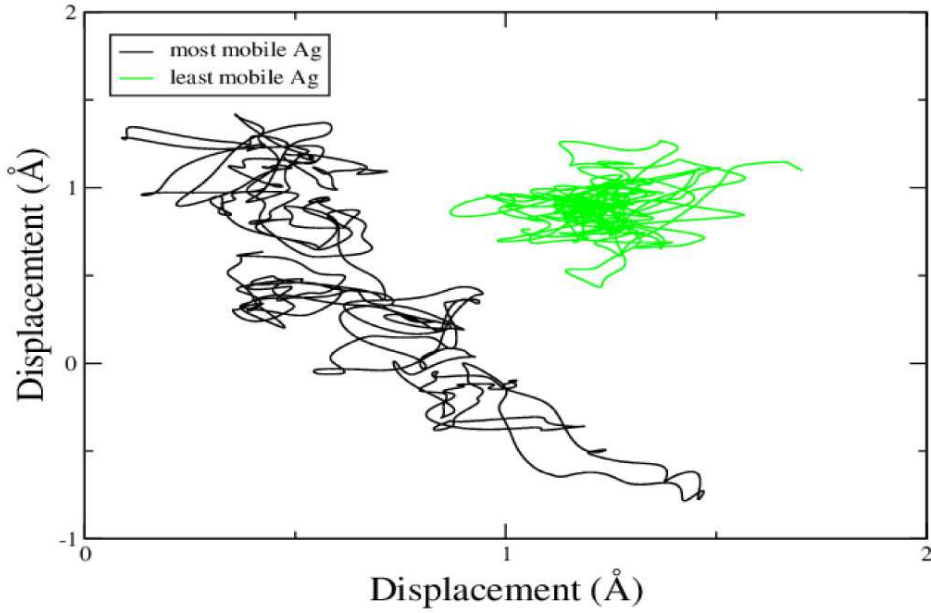 2
most mobile Ag
least mobile Ag
1
Displacemtent (Å)
0
-1
0
1
2
Displacement (Å)